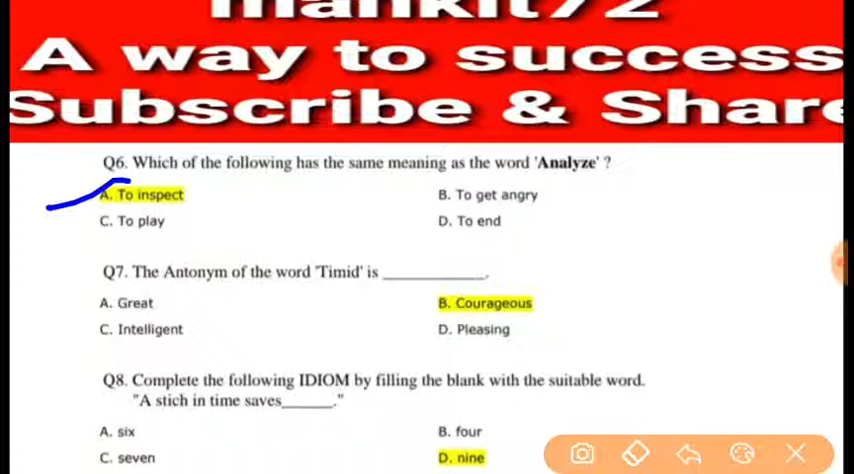 A way to success
Subscribe & Share
Q6. Which of the following has the same meaning as the word 'Analyze' ?
A. To inspect
B. To get angry
C. To play
D. To end
Q7. The Antonym of the word 'Timid' is ____________.
A. Great
B. Courageous
C. Intelligent
D. Pleasing
Q8. Complete the following IDIOM by filling the blank with the suitable word.
"A stich in time saves______."
A. six
B. four
C. seven
D. nine